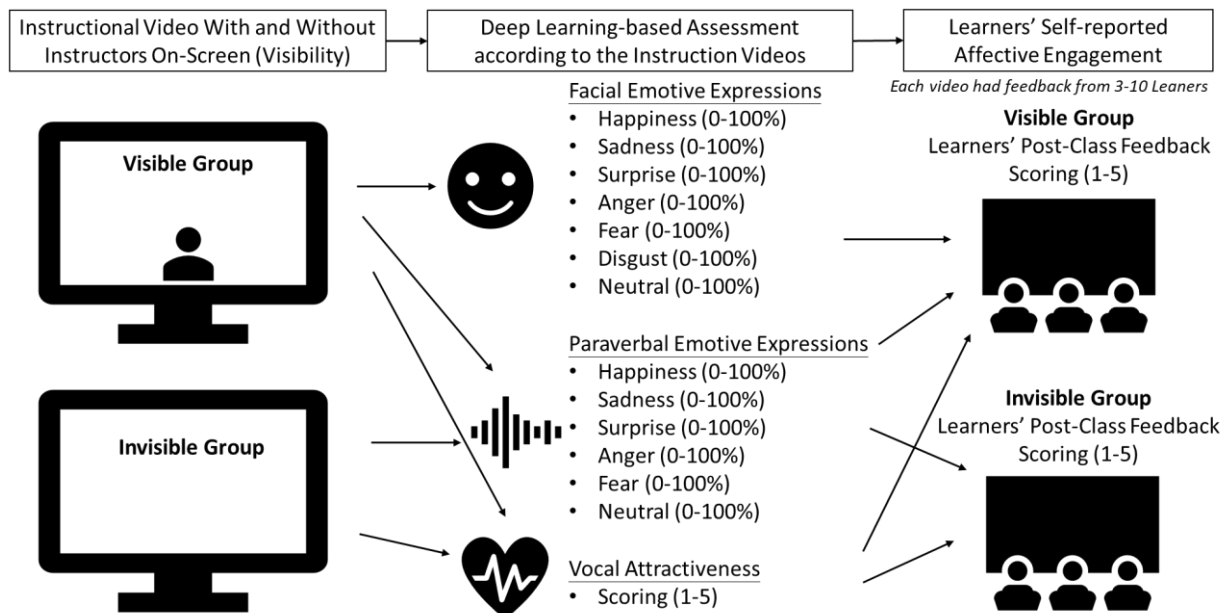 Instructional Video With and Without
Instructors On-Screen (Visibility)
Deep Learning-based Assessment
according to the Instruction Videos
Learners' Self-reported
Affective Engagement
Each video had feedback from 3-10 Leaners
Visible Group
Facial Emotive Expressions
• Happiness (0-100%)
• Sadness (0-100%)
• Surprise (0-100%)
• Anger (0-100%)
• Fear (0-100%)
• Disgust (0-100%)
• Neutral (0-100%)
Visible Group
Learners' Post-Class Feedback
Scoring (1-5)
Invisible Group
Paraverbal Emotive Expressions
• Happiness (0-100%)
• Sadness (0-100%)
• Surprise (0-100%)
• Anger (0-100%)
• Fear (0-100%)
• Neutral (0-100%)
Vocal Attractiveness
• Scoring (1-5)
Invisible Group
Learners' Post-Class Feedback
Scoring (1-5)